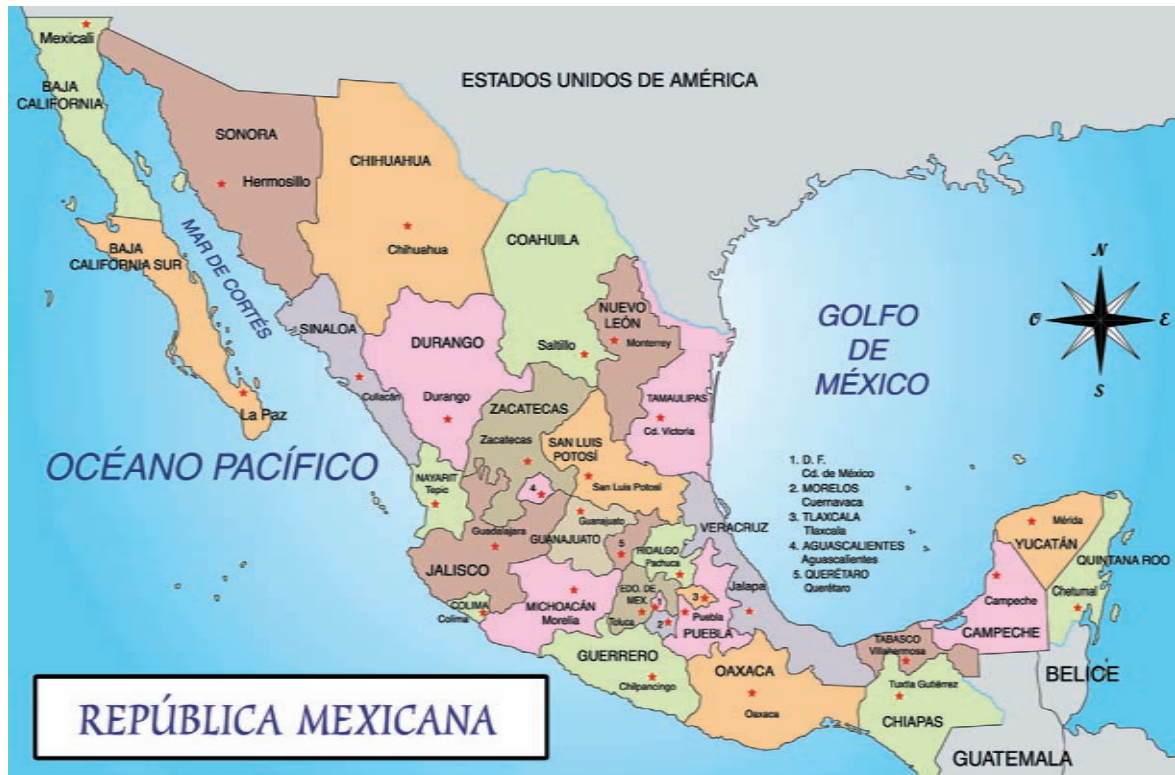 Mexicali
BAJA
CALIFORNIA
SONORA
Hermosillo
ESTADOS UNIDOS DE AMÉRICA
CHIHUAHUA
Chihuahua
COAHUILA
Saltillo
NUEVO
LEÓN
Monterrey
MAR DE CORTÉS
BAJA
CALIFORNIA SUR
La Paz
SINALOA
Culiacán
DURANGO
Durango
ZACATECAS
Zacatecas
SAN LUIS
POTOSÍ
San Luis Potosí
TAMAULIPAS
Cd. Victoria
GOLFO
DE
MÉXICO
N
O
E
S
OCÉANO PACÍFICO
NAYARIT
Tepic
4
Guadalajara
JALISCO
Guanajuato
GUANAJUATO
5
HIDALGO
Pachuca
VERACRUZ
Jalapa
COLIMA
Colima
MICHOACÁN
Morelia
EDO. DE
MEX.
Toluca
1
2
3
Puebla
PUEBLA
GUERRERO
Chilpancingo
OAXACA
Oaxaca
1. D. F.
Cd. de México
2. MORELOS
Cuernavaca
3. TLAXCALA
Tlaxcala
4. AGUASCALIENTES
Aguascalientes
5. QUERÉTARO
Querétaro
Mérida
YUCATÁN
QUINTANA ROO
Chetumal
Campeche
CAMPECHE
TABASCO
Villahermosa
Tuxtla Gutiérrez
CHIAPAS
BELICE
GUATEMALA
REPÚBLICA MEXICANA